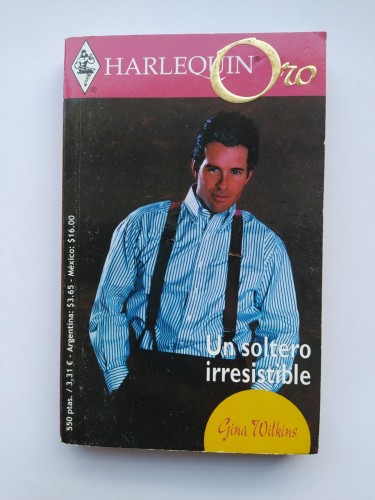 HARLEQUIN®
Oro
550 ptas. / 3,31 € - Argentina: $3.65 - México: $16.00
Un soltero
irresistible
Gina Wilkins